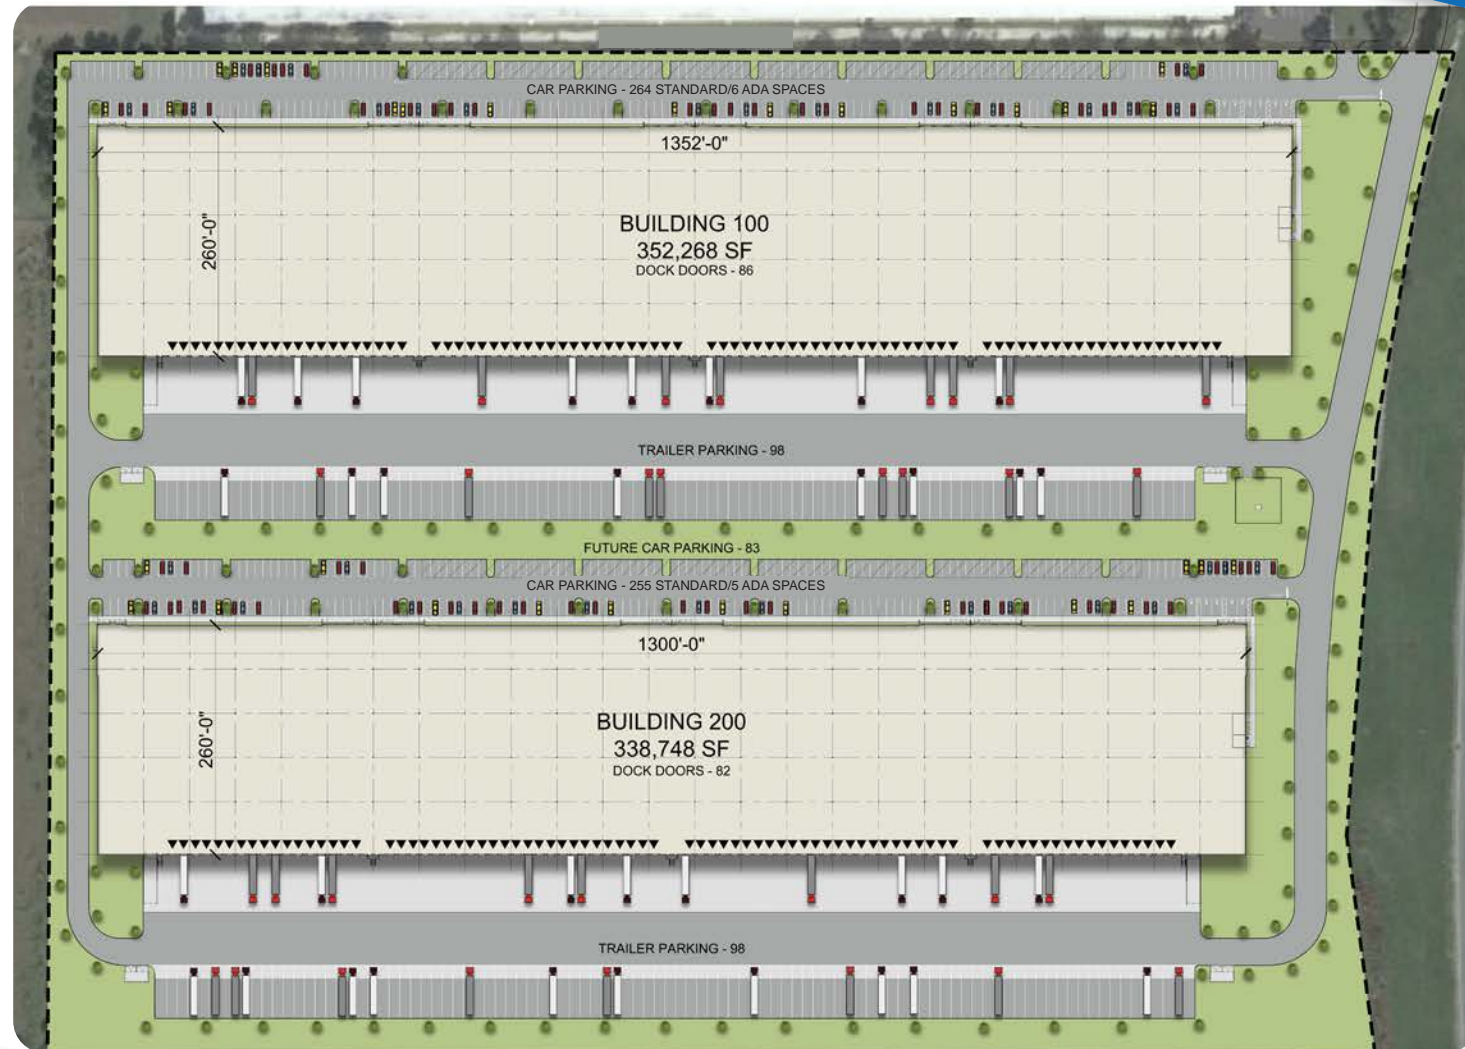 CAR PARKING - 264 STANDARD/6 ADA SPACES
1352'-0"
260'-0"
BUILDING 100
352,268 SF
DOCK DOORS - 86
TRAILER PARKING - 98
FUTURE CAR PARKING - 83
CAR PARKING - 255 STANDARD/5 ADA SPACES
1300'-0"
260'-0"
BUILDING 200
338,748 SF
DOCK DOORS - 82
TRAILER PARKING - 98